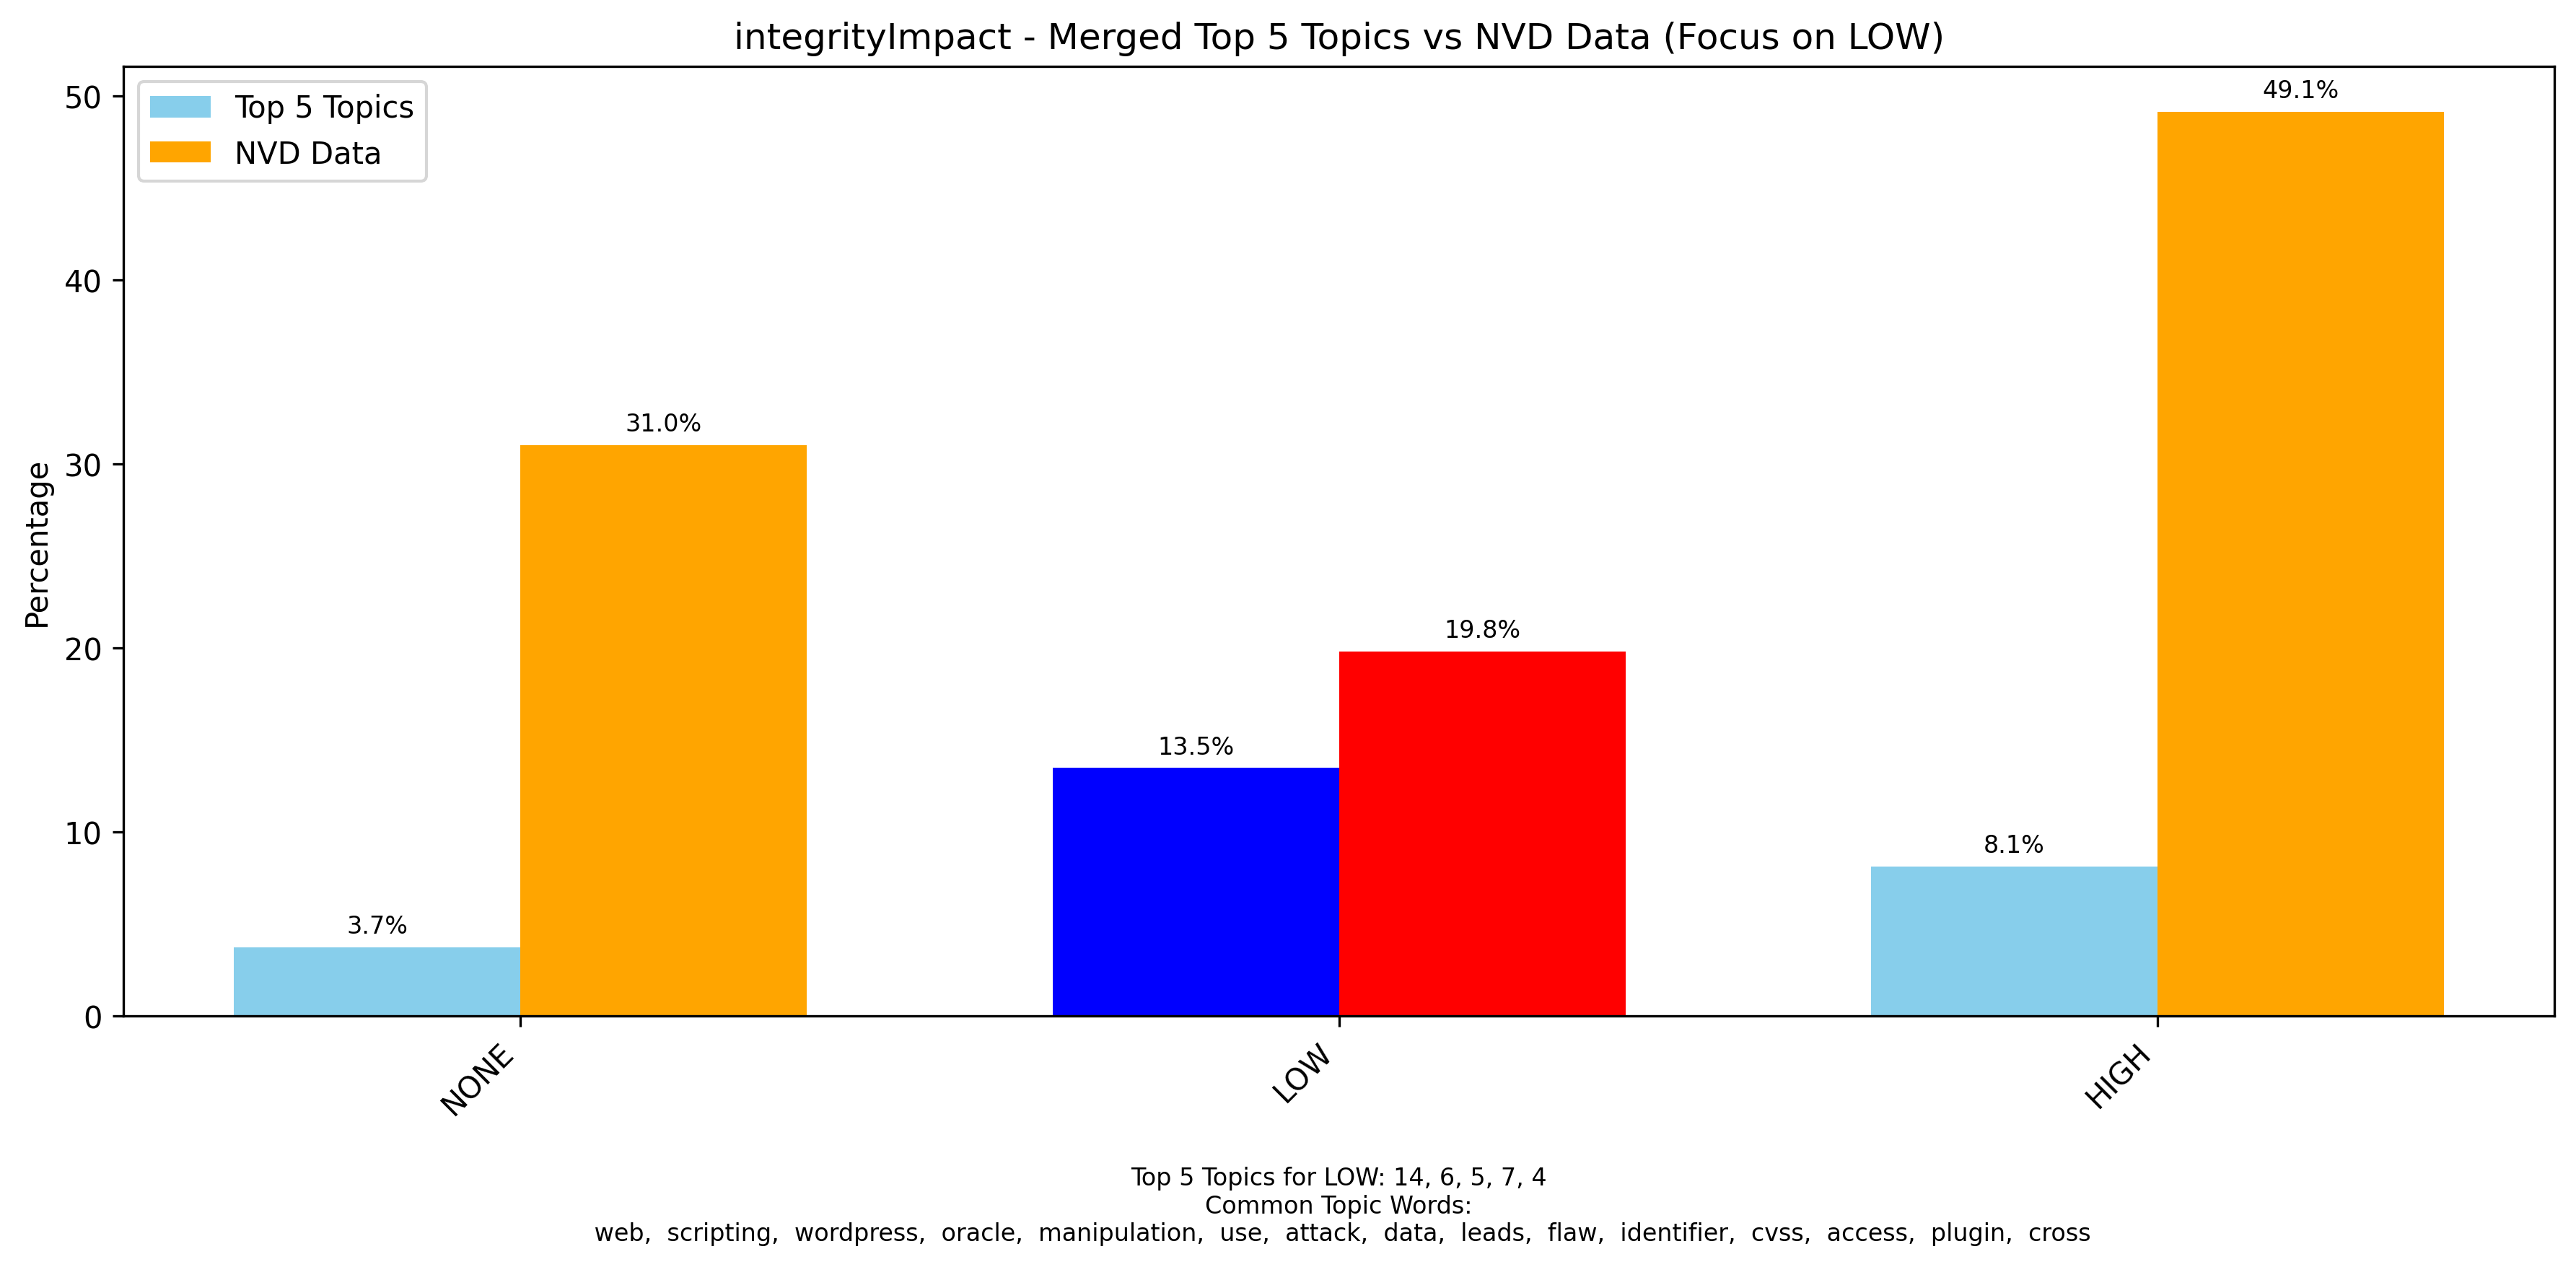 integrityImpact - Merged Top 5 Topics vs NVD Data (Focus on LOW)
Top 5 Topics
NVD Data
Percentage
50
40
30
20
10
0
3.7%
31.0%
13.5%
19.8%
8.1%
49.1%
NONE
LOW
HIGH
Top 5 Topics for LOW: 14, 6, 5, 7, 4
Common Topic Words:
web, scripting, wordpress, oracle, manipulation, use, attack, data, leads, flaw, identifier, cvss, access, plugin, cross